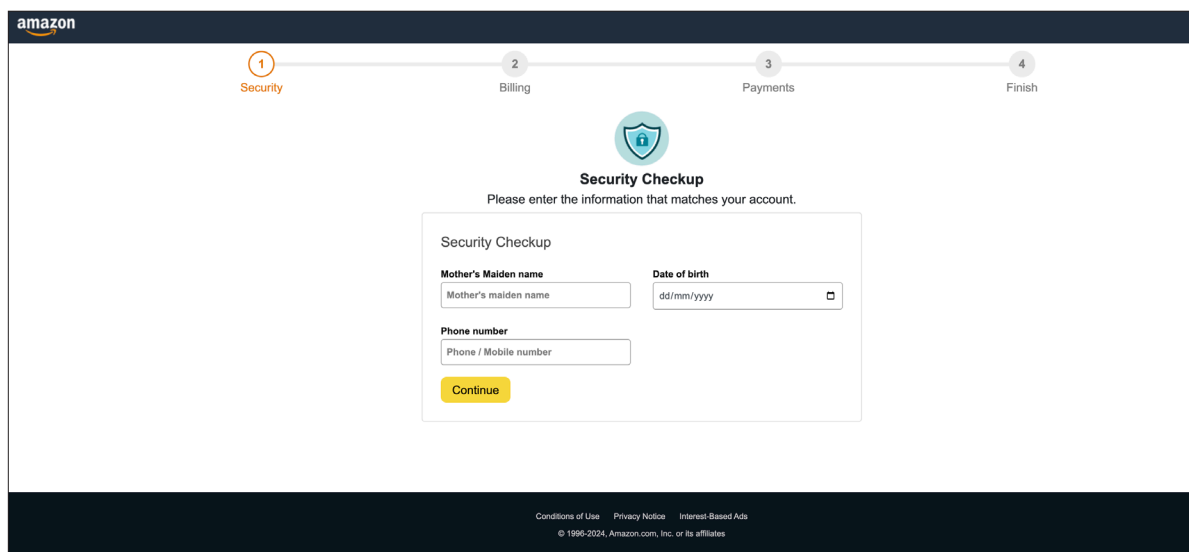 amazon
1 2 3 4
Security Billing Payments Finish
Security Checkup
Please enter the information that matches your account.
Security Checkup
Mother's Maiden name Date of birth
Mother's maiden name dd/mm/yyyy
Phone number
Phone / Mobile number
Continue
Conditions of Use Privacy Notice Interest-Based Ads
© 1996-2024, Amazon.com, Inc. or its affiliates